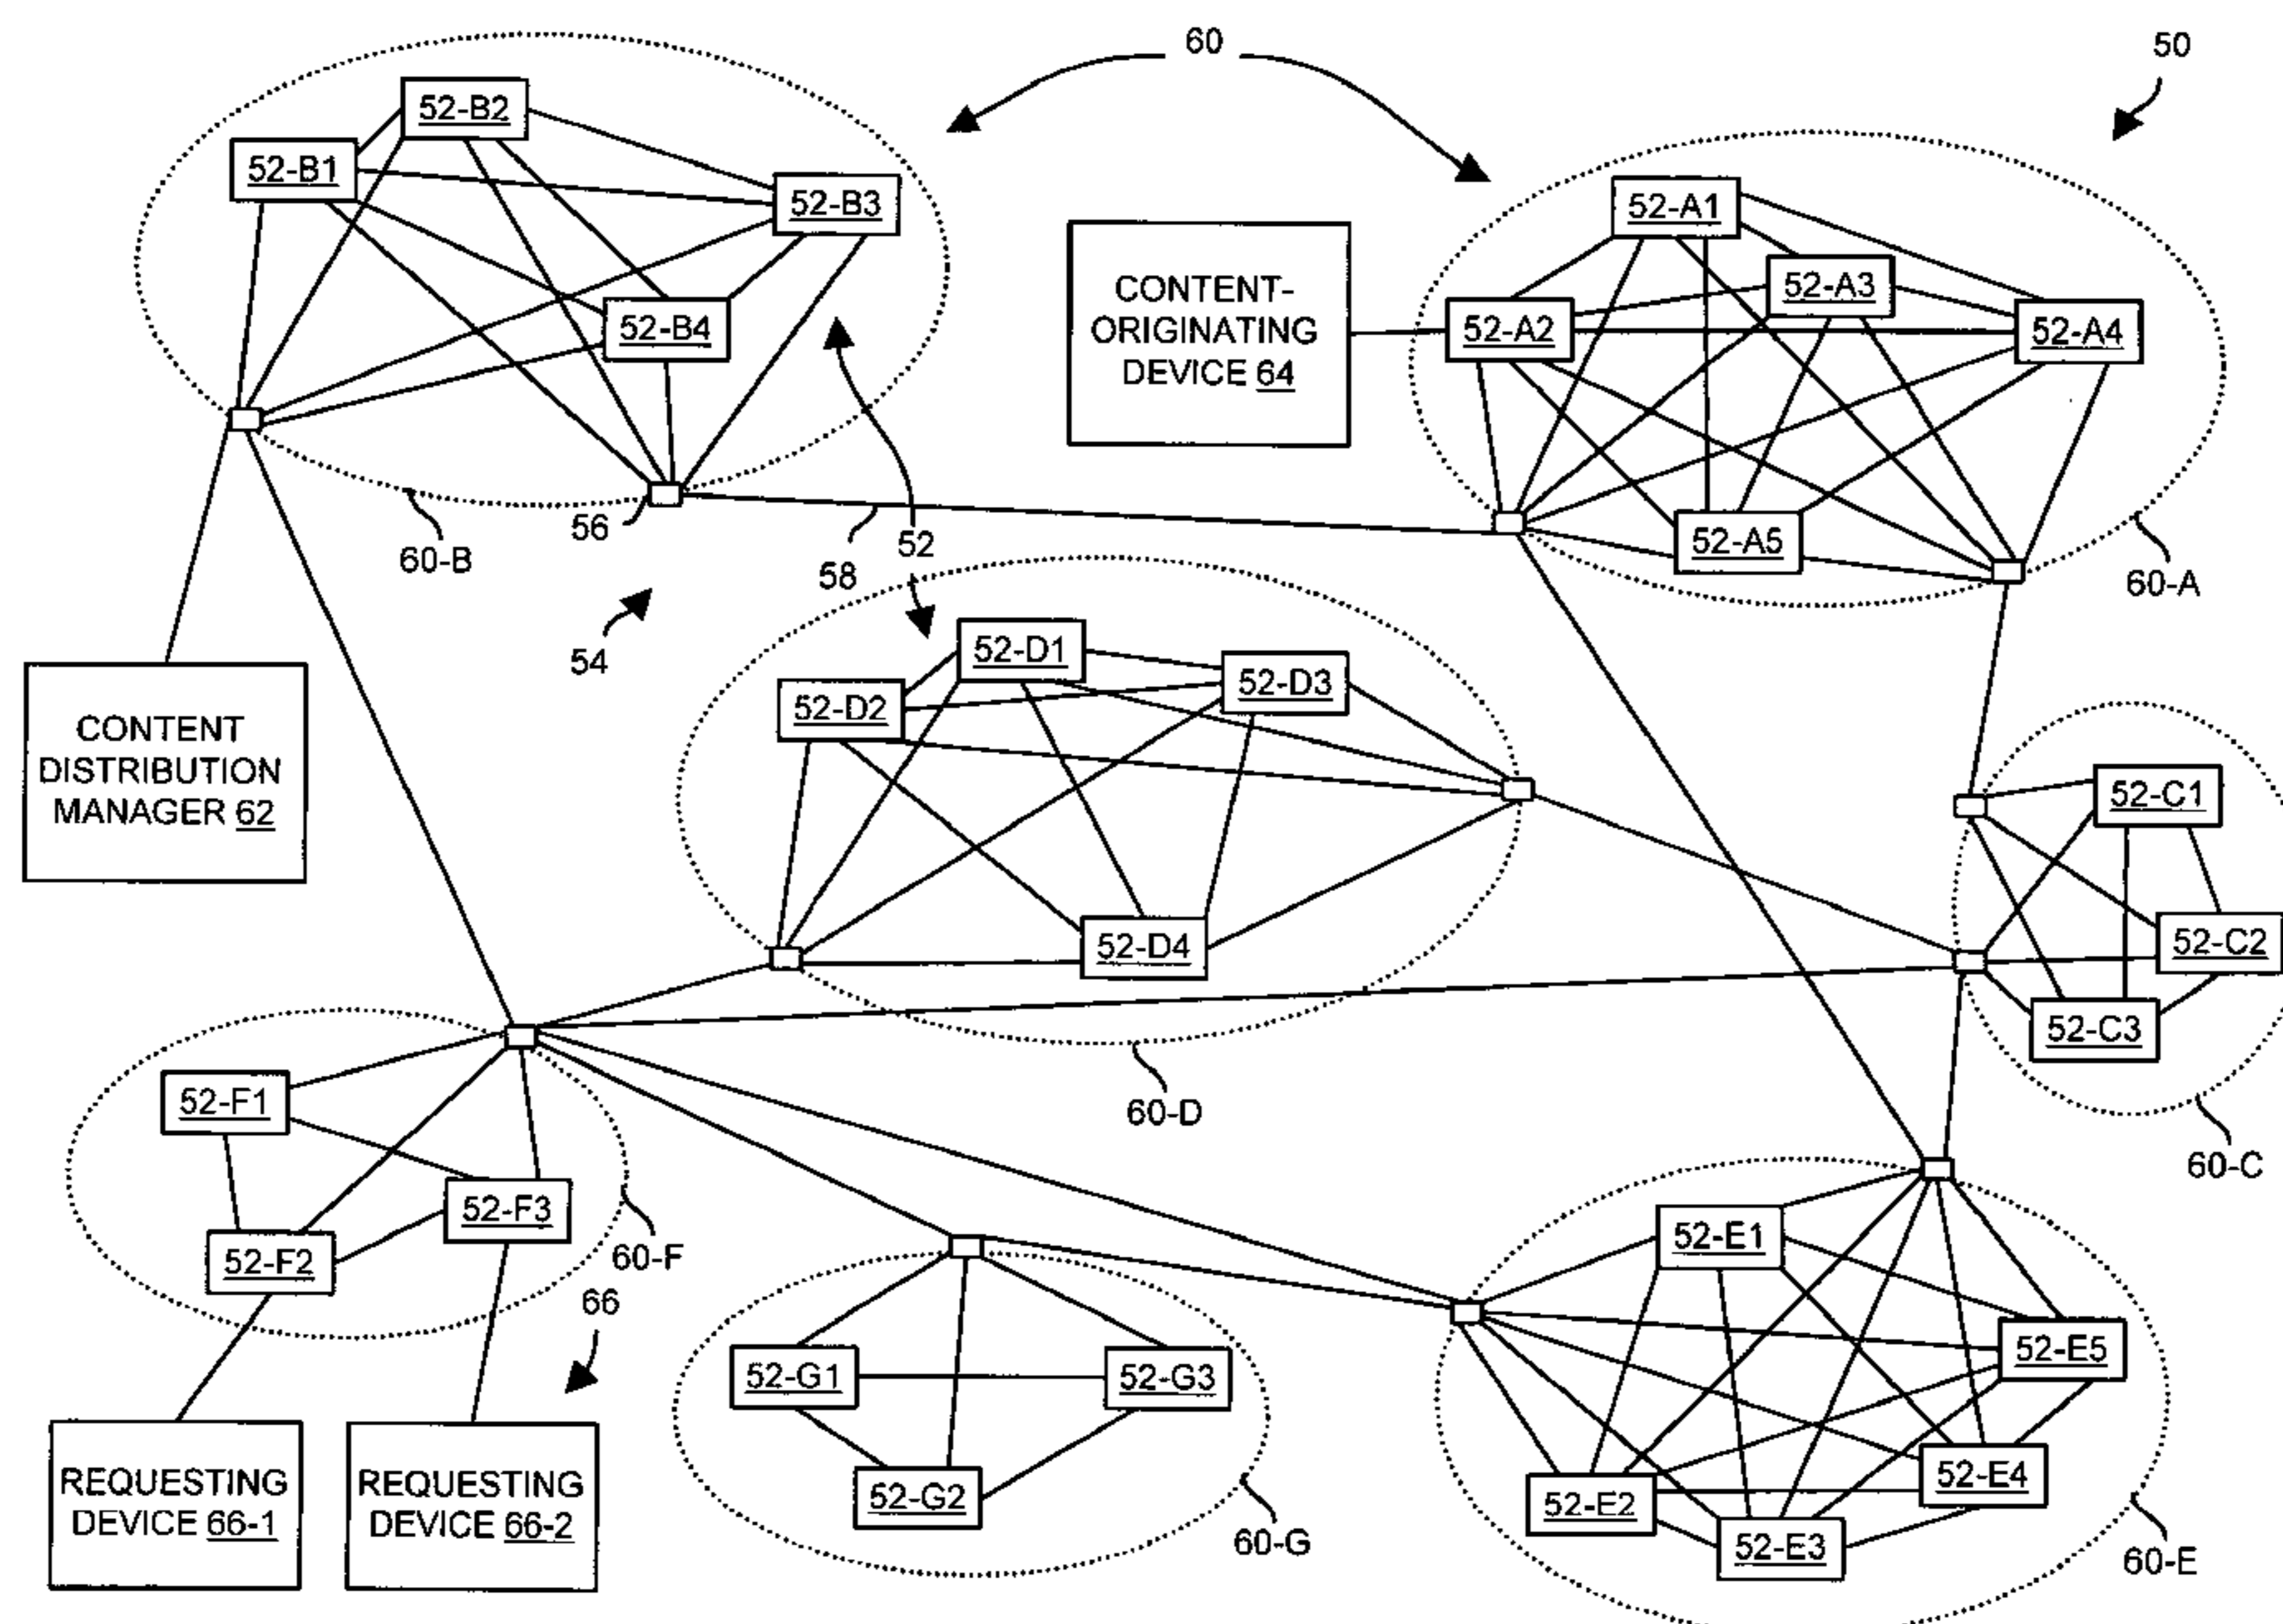 60
50
52-B2
52-B1
52-B3
52-B4
56
60-B
58
52
54
CONTENT-
ORIGINATING
DEVICE 64
52-A1
52-A3
52-A2
52-A4
52-A5
60-A
CONTENT
DISTRIBUTION
MANAGER 62
52-D1
52-D3
52-D2
52-D4
60-D
52-C1
52-C2
52-C3
60-C
52-F1
52-F3
52-F2
60-F
66
REQUESTING
DEVICE 66-1
REQUESTING
DEVICE 66-2
52-G1
52-G3
52-G2
60-G
52-E1
52-E5
52-E4
52-E2
52-E3
60-E